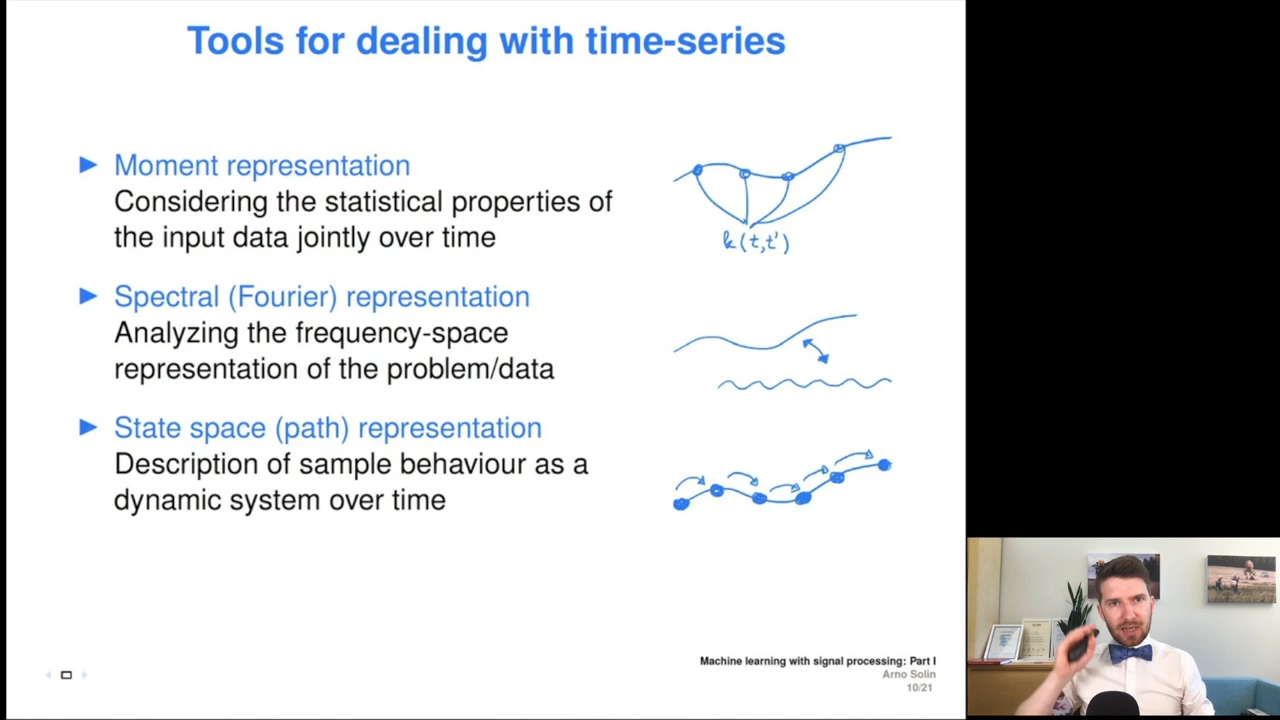 Tools for dealing with time-series
Moment representation
Considering the statistical properties of
the input data jointly over time
k(t,t')
Spectral (Fourier) representation
Analyzing the frequency-space
representation of the problem/data
State space (path) representation
Description of sample behaviour as a
dynamic system over time
Machine learning with signal processing: Part I
Arno Solin
10/21